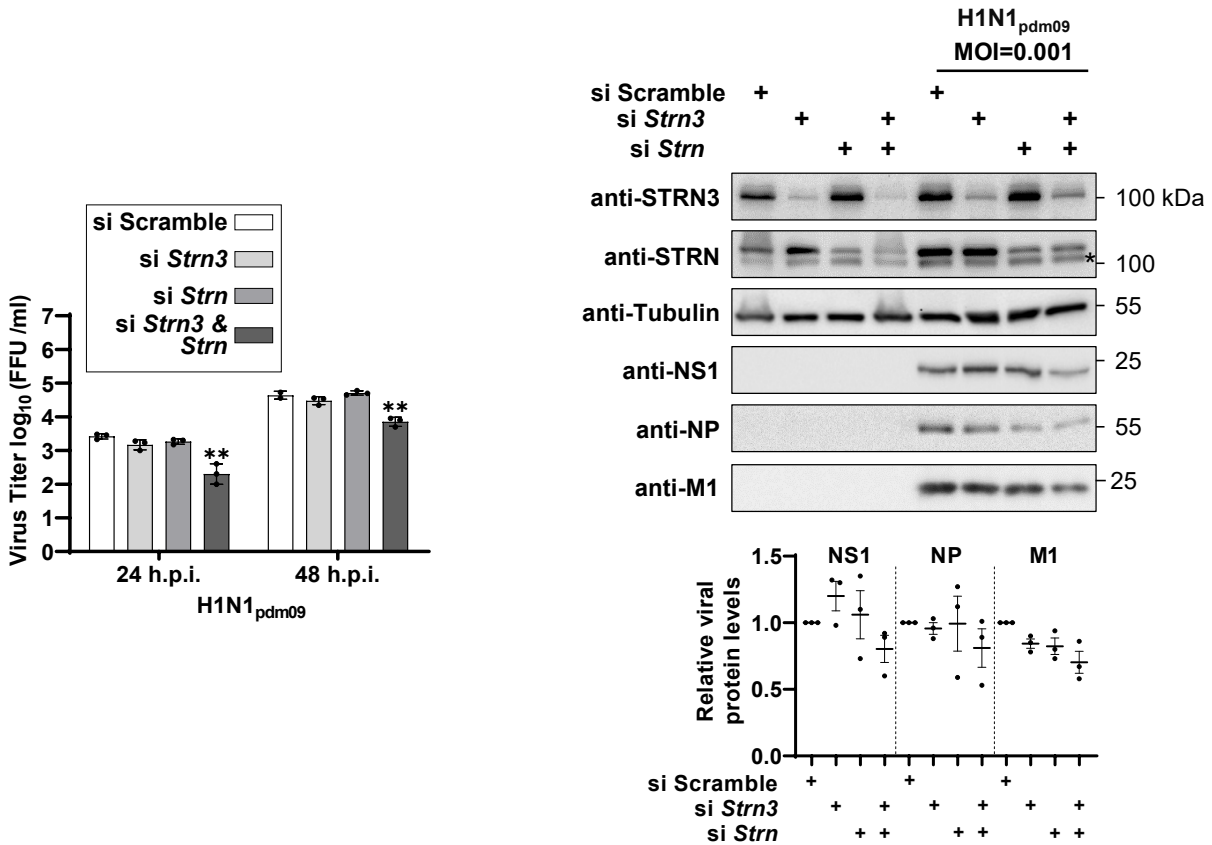 si Scramble
si Strn3
si Strn
si Strn3 &
Strn
Virus Titer log10 (FFU /ml)
7
6
5
4
3
2
1
0
**
**
24 h.p.i.
48 h.p.i.
H1N1pdm09
H1N1pdm09
MOI=0.001
si Scramble + +
si Strn3 + + + +
si Strn + + + +
anti-STRN3 100 kDa
anti-STRN * 100
anti-Tubulin 55
anti-NS1 25
anti-NP 55
anti-M1 25
Relative viral
protein levels
1.5
1.0
0.5
0.0
NS1 NP M1
si Scramble + + +
si Strn3 + + + + + +
si Strn + + + + + +